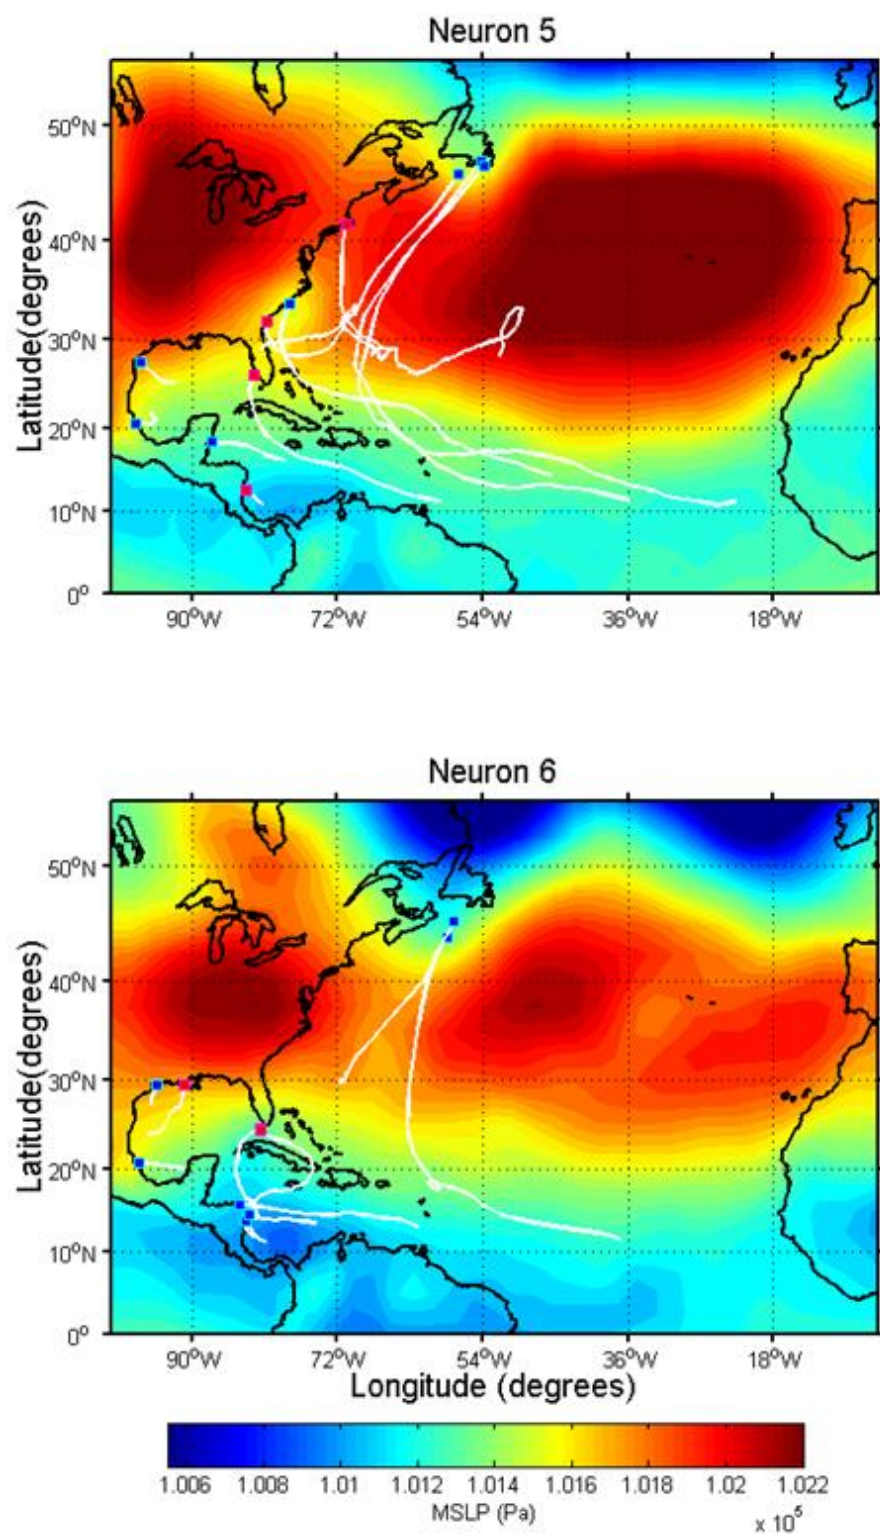 Neuron 5
Latitude(degrees)
50°N
40°N
30°N
20°N
10°N
0°
90°W 72°W 54°W 36°W 18°W
Neuron 6
Latitude(degrees)
50°N
40°N
30°N
20°N
10°N
0°
90°W 72°W 54°W 36°W 18°W
Longitude (degrees)
1.006 1.008 1.01 1.012 1.014 1.016 1.018 1.02 1.022
MSLP (Pa)
x 10⁵